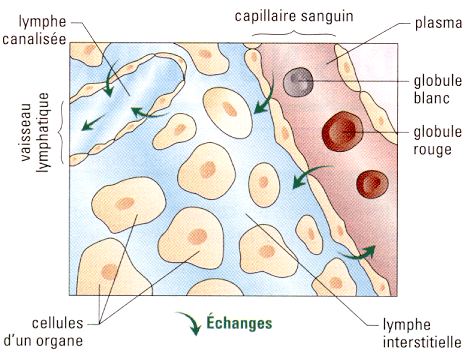 lymphe
canalisée
capillaire sanguin
plasma
globule
blanc
globule
rouge
vaisseau
lymphatique
cellules
d'un organe
Échanges
lymphe
interstitielle